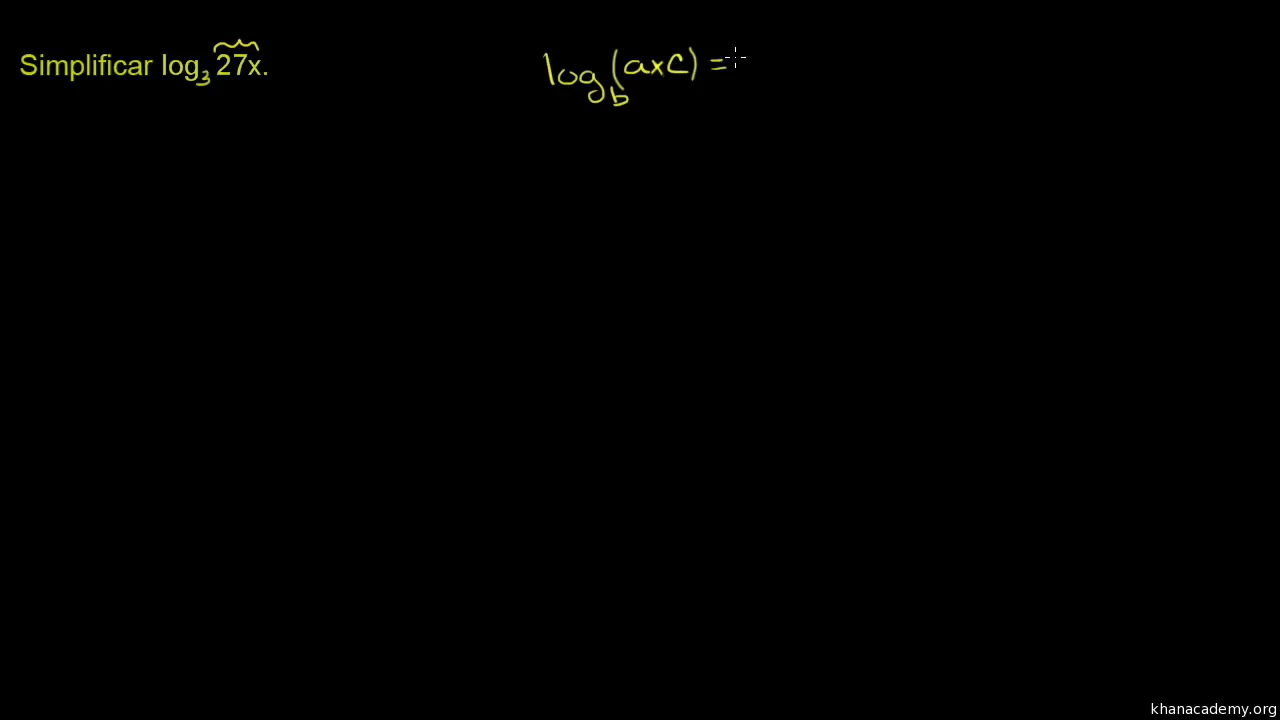 Simplificar log₃ 27x.
log_b (a×c) =
khanacademy.org